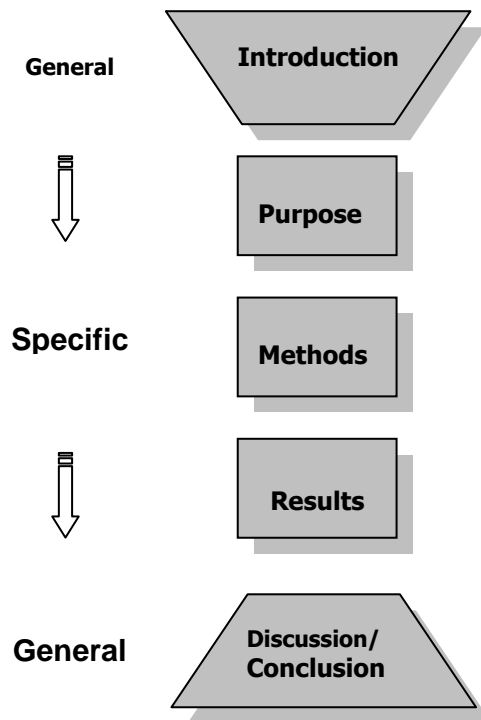 General
Introduction
Purpose
Specific
Methods
Results
General
Discussion/
Conclusion